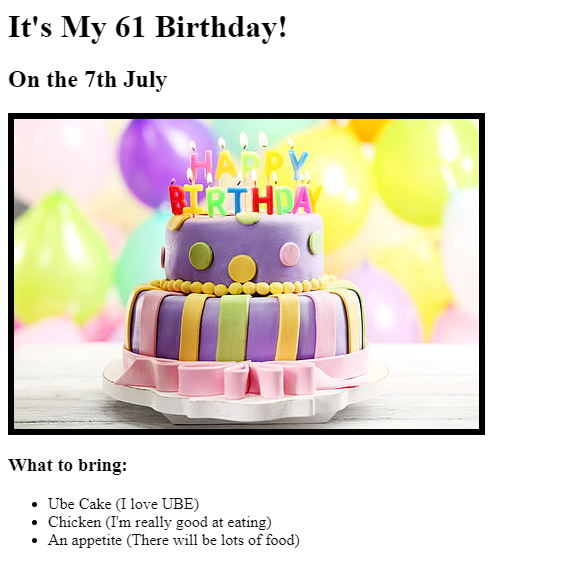 It's My 61 Birthday!
On the 7th July
HAPPY
BIRTHDAY
What to bring:
Ube Cake (I love UBE)
Chicken (I'm really good at eating)
An appetite (There will be lots of food)